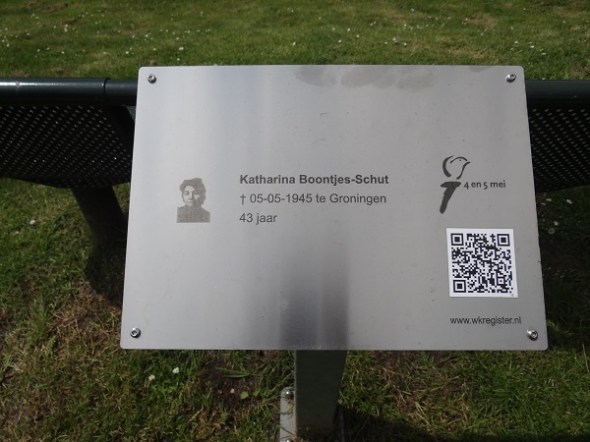 Katharina Boontjes-Schut
† 05-05-1945 te Groningen
43 jaar
4 en 5 mei
www.wkregister.nl